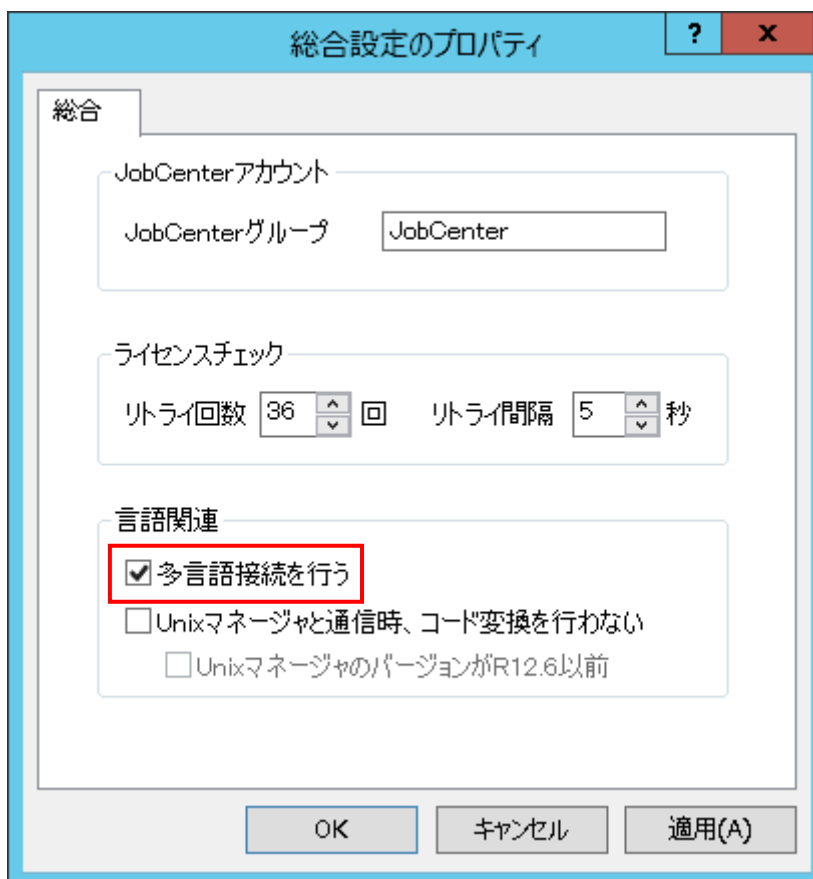 総合設定のプロパティ ? x
総合
JobCenterアカウント
JobCenterグループ JobCenter
ライセンスチェック
リトライ回数 36 回 リトライ間隔 5 秒
言語関連
多言語接続を行う
Unixマネージャと通信時、コード変換を行わない
UnixマネージャのバージョンがR12.6以前
OK キャンセル 適用(A)